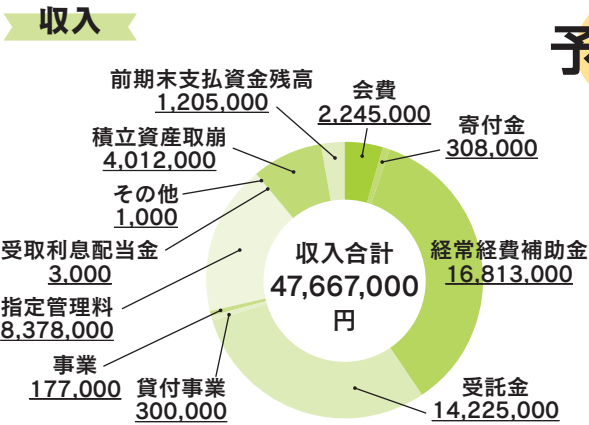 収入
予
前期末支払資金残高
1,205,000
会費
2,245,000
寄付金
308,000
積立資産取崩
4,012,000
その他
1,000
受取利息配当金
3,000
収入合計
47,667,000
円
経常経費補助金
16,813,000
指定管理料
8,378,000
事業
177,000
貸付事業
300,000
受託金
14,225,000